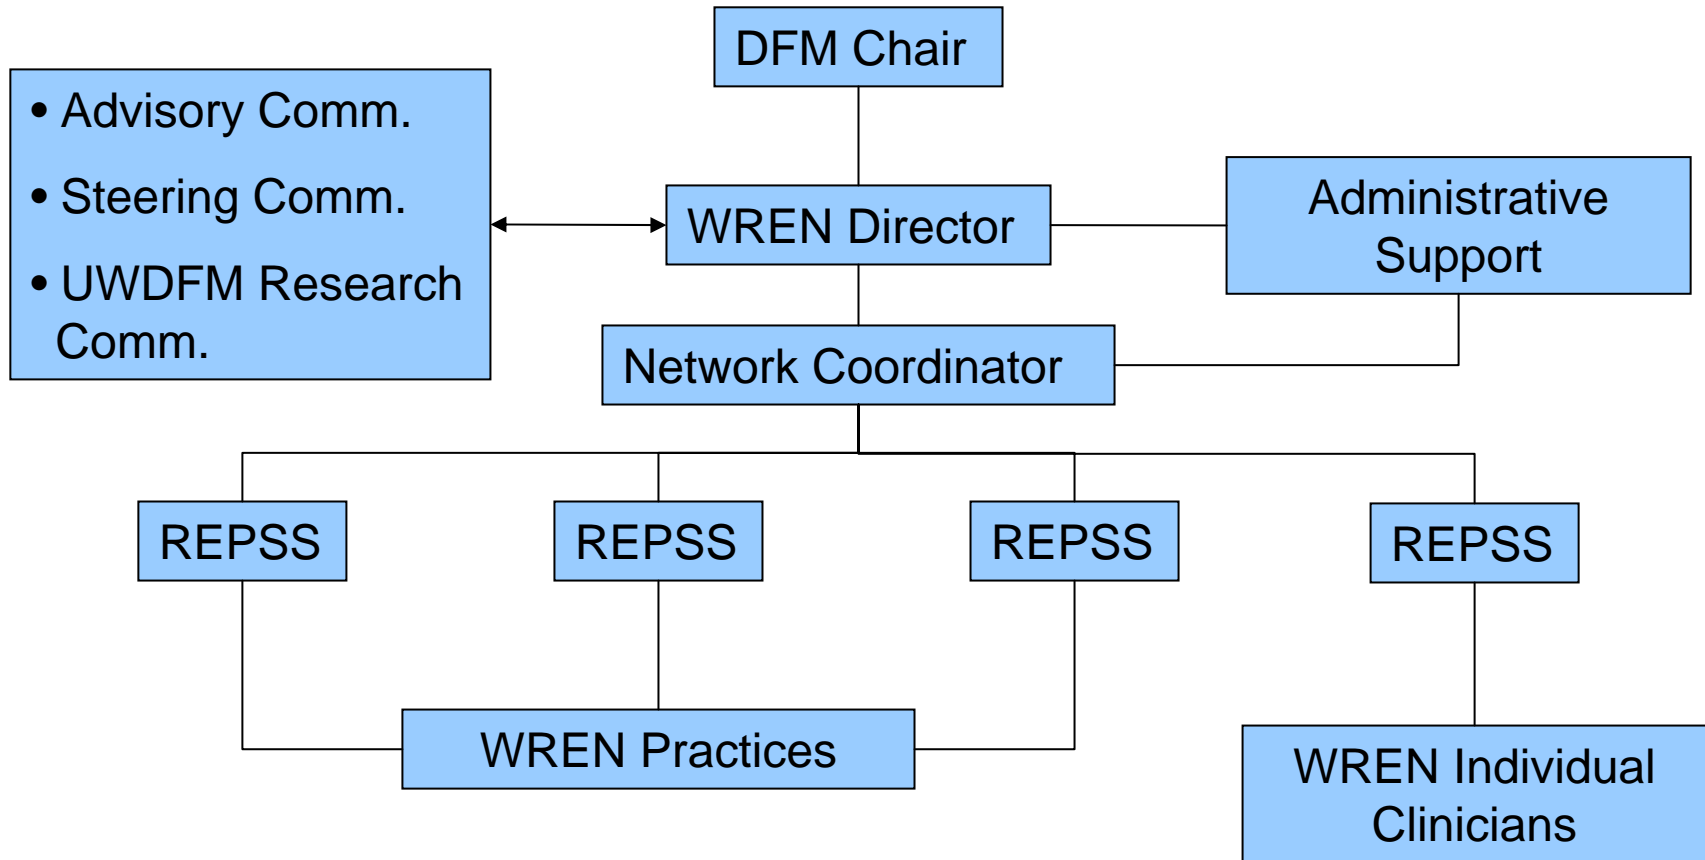 DFM Chair
• Advisory Comm.
• Steering Comm.
• UWDFM Research
Comm.
WREN Director
Administrative
Support
Network Coordinator
REPSS
REPSS
REPSS
REPSS
WREN Practices
WREN Individual
Clinicians